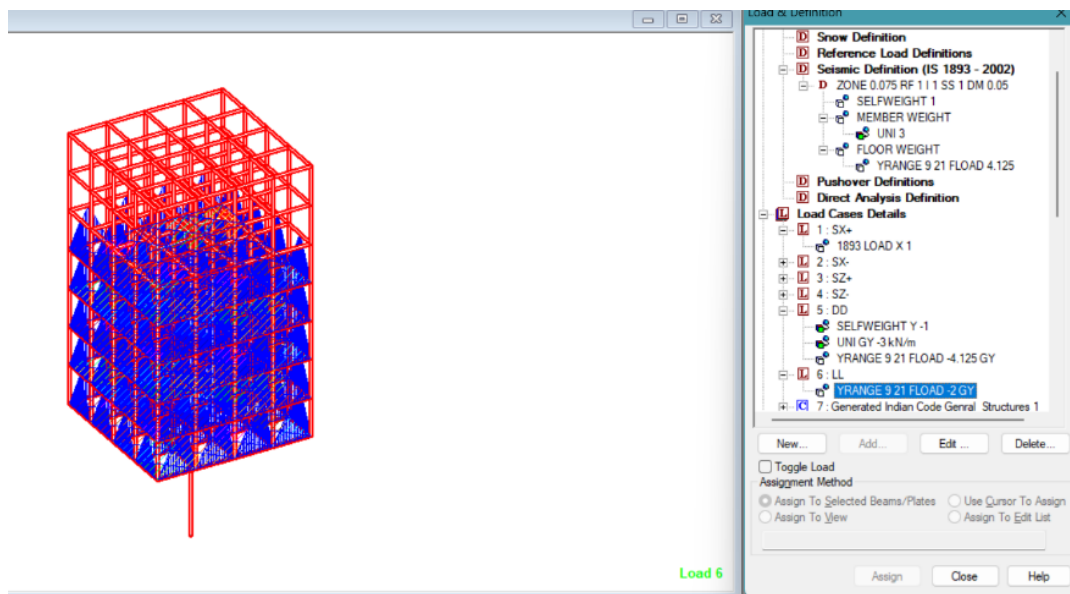 Load & Definition
Snow Definition
Reference Load Definitions
Seismic Definition (IS 1893 - 2002)
ZONE 0.075 RF 1 I 1 SS 1 DM 0.05
SELFWEIGHT 1
MEMBER WEIGHT
UNI 3
FLOOR WEIGHT
YRANGE 9 21 FLOAD 4.125
Pushover Definitions
Direct Analysis Definition
Load Cases Details
1 : SX+
1893 LOAD X 1
2 : SX-
3 : SZ+
4 : SZ-
5 : DD
SELFWEIGHT Y -1
UNI GY -3 kN/m
YRANGE 9 21 FLOAD -4.125 GY
6 : LL
YRANGE 9 21 FLOAD -2 GY
7 : Generated Indian Code Genral_Structures 1
New...
Add...
Edit ...
Delete...
Toggle Load
Assignment Method
Assign To Selected Beams/Plates
Use Cursor To Assign
Assign To View
Assign To Edit List
Assign
Close
Help
Load 6